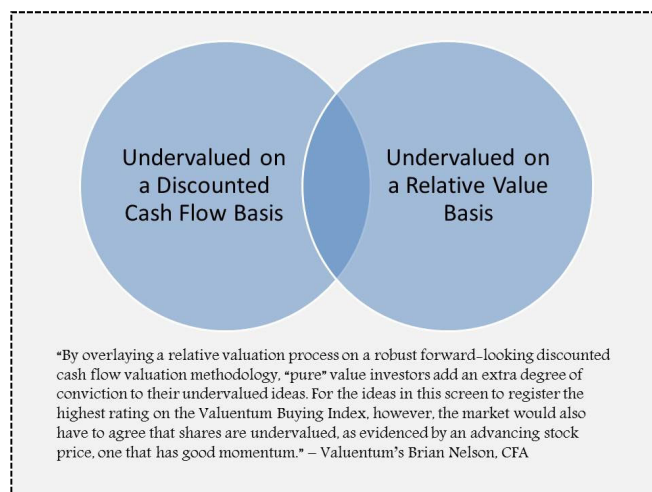 Undervalued on
a Discounted
Cash Flow Basis
Undervalued on
a Relative Value
Basis
“By overlaying a relative valuation process on a robust forward-looking discounted
cash flow valuation methodology, “pure” value investors add an extra degree of
conviction to their undervalued ideas. For the ideas in this screen to register the
highest rating on the Valuentum Buying Index, however, the market would also
have to agree that shares are undervalued, as evidenced by an advancing stock
price, one that has good momentum.” – Valuentum’s Brian Nelson, CFA